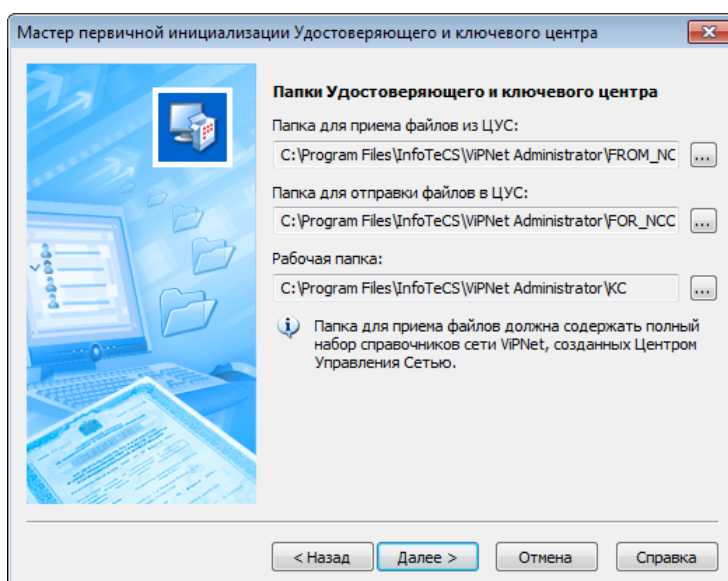 Мастер первичной инициализации Удостоверяющего и ключевого центра
Папки Удостоверяющего и ключевого центра
Папка для приема файлов из ЦУС:
C:\Program Files\InfoTeCS\ViPNet Administrator\FROM_NC
...
Папка для отправки файлов в ЦУС:
C:\Program Files\InfoTeCS\ViPNet Administrator\FOR_NCC
...
Рабочая папка:
C:\Program Files\InfoTeCS\ViPNet Administrator\KC
...
Папка для приема файлов должна содержать полный
набор справочников сети ViPNet, созданных Центром
Управления Сетью.
< Назад Далее > Отмена Справка